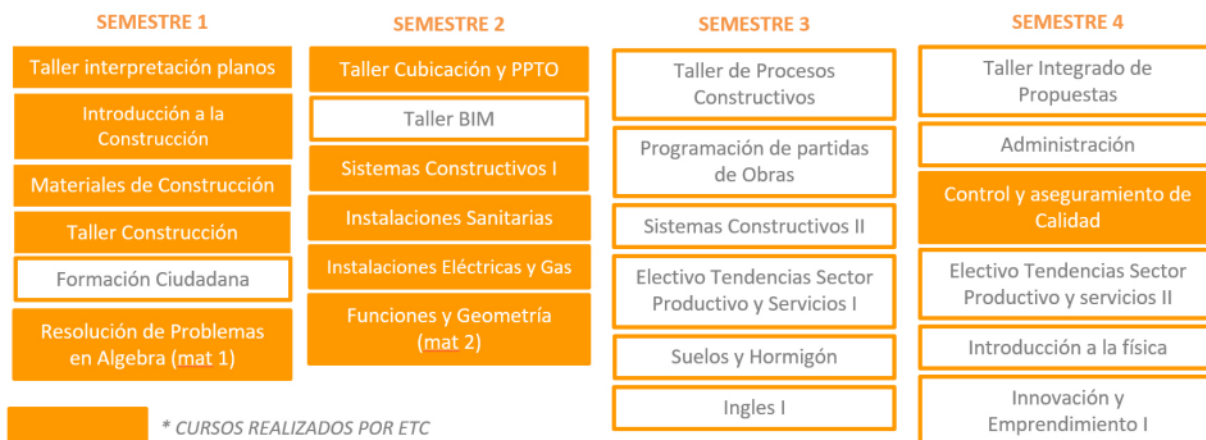 SEMESTRE 1
Taller interpretación planos
Introducción a la
Construcción
Materiales de Construcción
Taller Construcción
Formación Ciudadana
Resolución de Problemas
en Algebra (mat 1)
SEMESTRE 2
Taller Cubicación y PPTO
Taller BIM
Sistemas Constructivos I
Instalaciones Sanitarias
Instalaciones Eléctricas y Gas
Funciones y Geometría
(mat 2)
SEMESTRE 3
Taller de Procesos
Constructivos
Programación de partidas
de Obras
Sistemas Constructivos II
Electivo Tendencias Sector
Productivo y Servicios I
Suelos y Hormigón
Ingles I
SEMESTRE 4
Taller Integrado de
Propuestas
Administración
Control y aseguramiento de
Calidad
Electivo Tendencias Sector
Productivo y servicios II
Introducción a la física
Innovación y
Emprendimiento I
* CURSOS REALIZADOS POR ETC